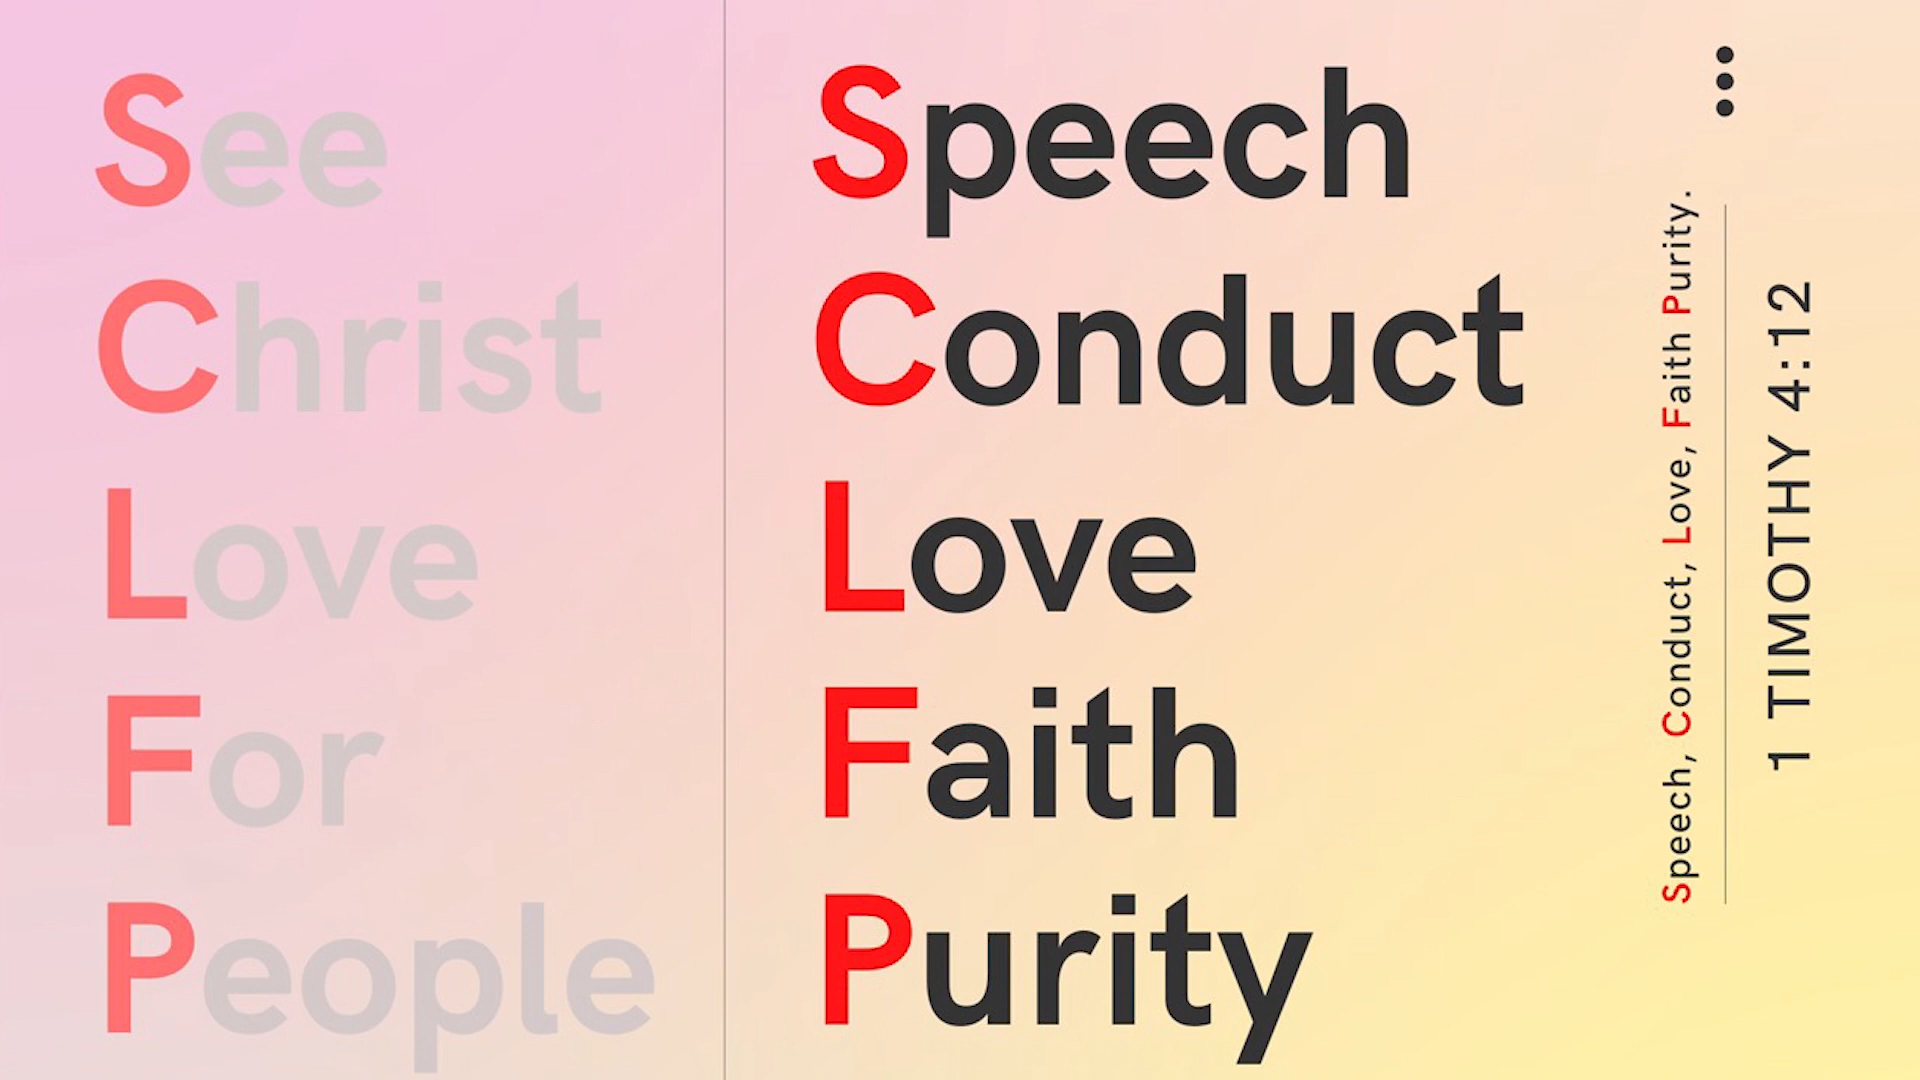 See
Christ
Love
For
People
Speech
Conduct
Love
Faith
Purity
Speech, Conduct, Love, Faith Purity.
1 TIMOTHY 4:12